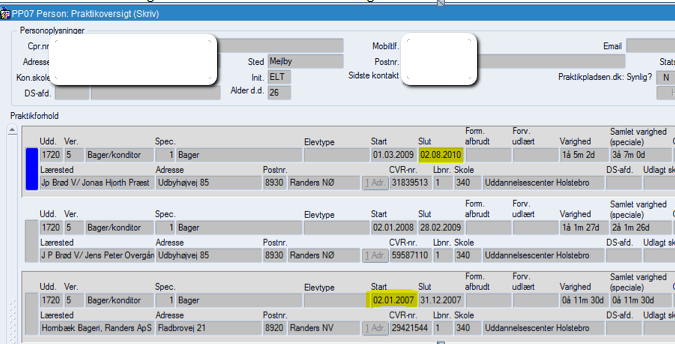 PP07 Person: Praktikoversigt (Skriv)
Personoplysninger
Cpr.nr Mobiltlf. Email
Adresse Sted Mejlby Postnr. Stats
Kon.skole Init. ELT Sidste kontakt Praktikpladsen.dk: Synlig? N
DS-afd. Alder d.d. 26
Praktikforhold
Udd. Ver. Spec. Elevtype Start Slut Form. afbrudt Forv. udlært Varighed Samlet varighed (speciale)
1720 5 Bager/konditor 1 Bager 01.03.2009 02.08.2010 1å 5m 2d 3å 7m 0d
Lærested Adresse Postnr. CVR-nr. Lbnr. Skole DS-afd. Udlagt sk
Jp Brød V/ Jonas Hjorth Præst Udbyhøjvej 85 8930 Randers NØ 1 Adr. 31839513 1 340 Uddannelsescenter Holstebro
Udd. Ver. Spec. Elevtype Start Slut Form. afbrudt Forv. udlært Varighed Samlet varighed (speciale)
1720 5 Bager/konditor 1 Bager 01.01.2008 28.02.2009 1å 1m 27d 2å 1m 26d
Lærested Adresse Postnr. CVR-nr. Lbnr. Skole DS-afd. Udlagt sk
J P Brød V/ Jens Peter Overgån Udbyhøjvej 85 8930 Randers NØ 1 Adr. 59587110 1 340 Uddannelsescenter Holstebro
Udd. Ver. Spec. Elevtype Start Slut Form. afbrudt Forv. udlært Varighed Samlet varighed (speciale)
1720 5 Bager/konditor 1 Bager 02.01.2007 31.12.2007 0å 11m 30d 0å 11m 30d
Lærested Adresse Postnr. CVR-nr. Lbnr. Skole DS-afd. Udlagt sk
Hornbæk Bageri, Randers ApS Fladbrovej 21 8920 Randers NV 1 Adr. 29421544 1 340 Uddannelsescenter Holstebro